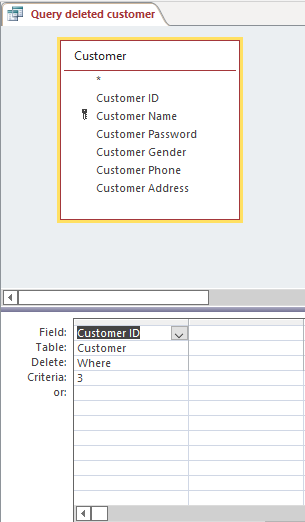 Query deleted customer
Customer
*
Customer ID
Customer Name
Customer Password
Customer Gender
Customer Phone
Customer Address
Field: Customer ID
Table: Customer
Delete: Where
Criteria: 3
or: